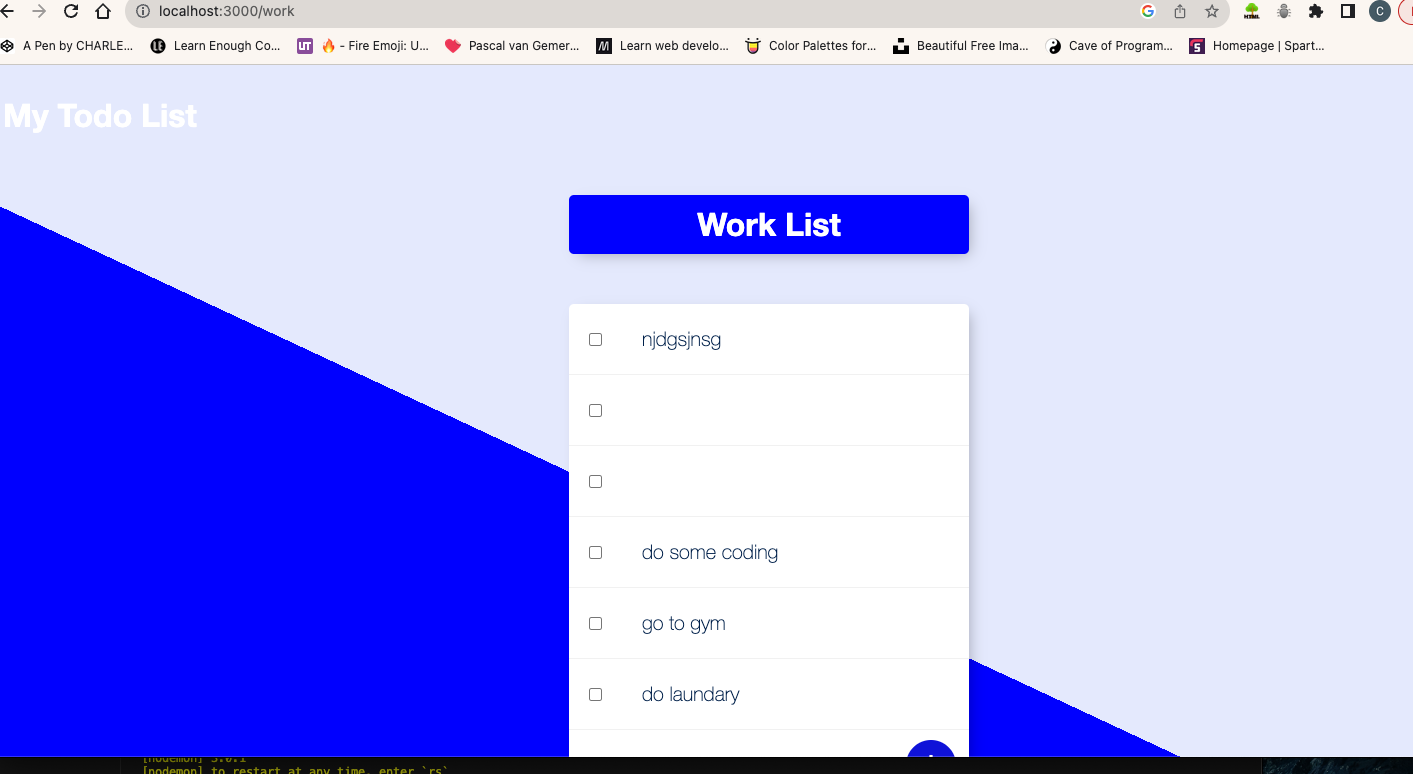 localhost:3000/work
A Pen by CHARLE... Learn Enough Co... UT 🔥 - Fire Emoji: U... Pascal van Gemer... Learn web develo... Color Palettes for... Beautiful Free Ima... Cave of Program... Homepage | Spart...
My Todo List
Work List
njdgsjnsg
do some coding
go to gym
do laundary
[nodemon] to restart at any time, enter `rs`